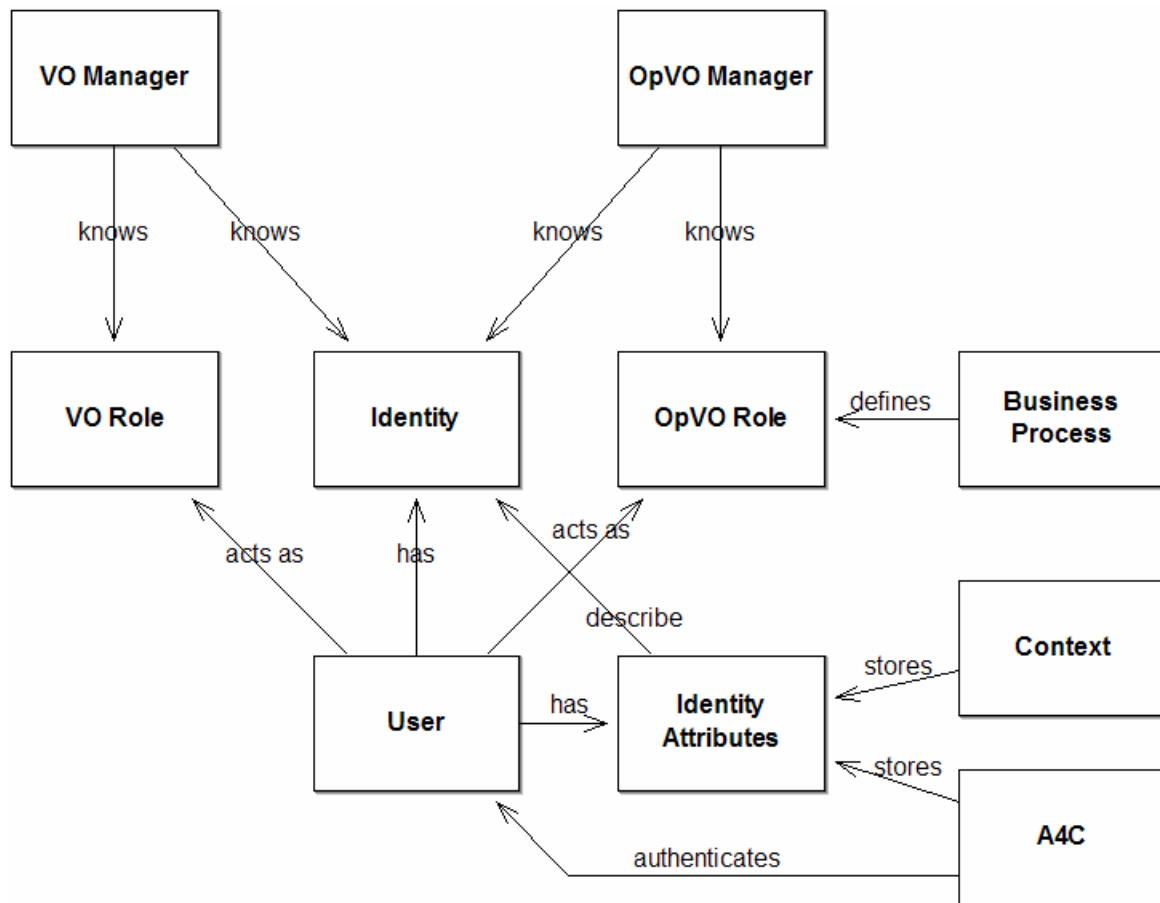 VO Manager
OpVO Manager
knows
knows
knows
knows
VO Role
Identity
OpVO Role
defines
Business
Process
acts as
has
acts as
describe
Context
stores
User
has
Identity
Attributes
stores
A4C
authenticates